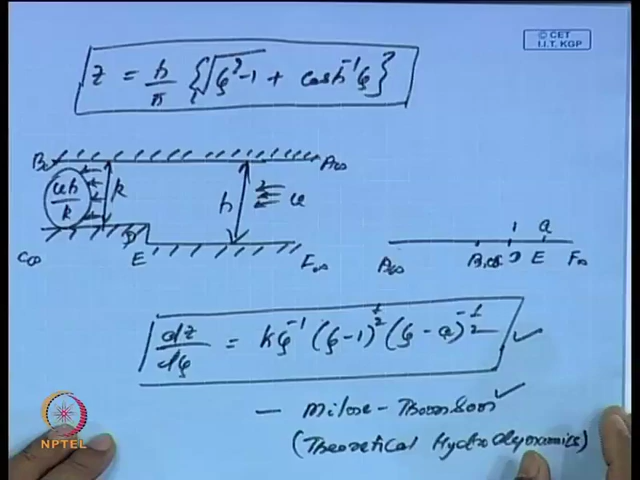 © CET
I.I.T. KGP
z = h/π {√(ζ²-1) + cosh⁻¹ζ}
B∞ A∞
uh/k k h u
C∞ D E F∞
1 a
A∞ B,C∞ D E F∞
dz/dζ = kζ⁻¹ (ζ-1)^1/2 (ζ-a)^-1/2 ✓
— Milne-Thomson ✓
(Theoretical Hydrodynamics)
NPTEL